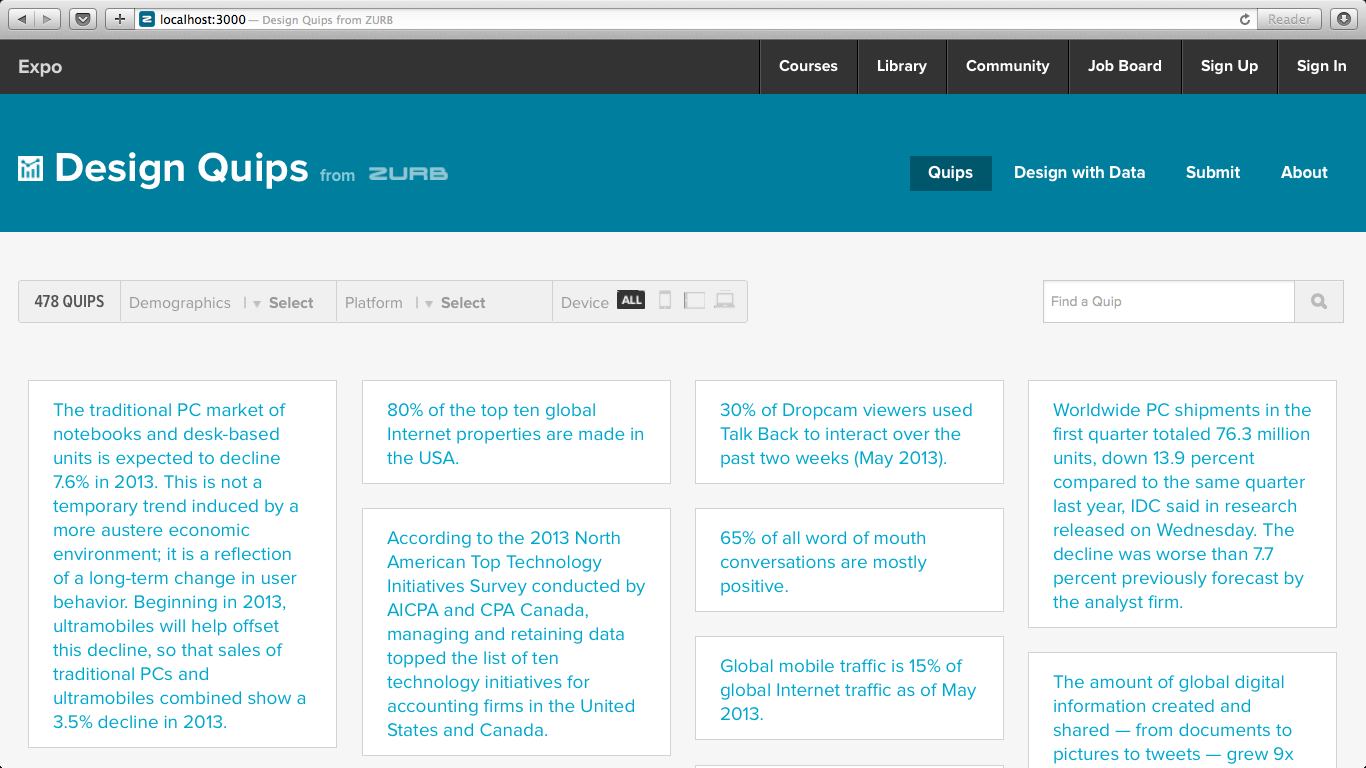 localhost:3000 — Design Quips from ZURB
Reader
Expo
Courses
Library
Community
Job Board
Sign Up
Sign In
Design Quips from ZURB
Quips
Design with Data
Submit
About
478 QUIPS
Demographics
Select
Platform
Select
Device
ALL
Find a Quip
The traditional PC market of
notebooks and desk-based
units is expected to decline
7.6% in 2013. This is not a
temporary trend induced by a
more austere economic
environment; it is a reflection
of a long-term change in user
behavior. Beginning in 2013,
ultramobiles will help offset
this decline, so that sales of
traditional PCs and
ultramobiles combined show a
3.5% decline in 2013.
80% of the top ten global
Internet properties are made in
the USA.
According to the 2013 North
American Top Technology
Initiatives Survey conducted by
AICPA and CPA Canada,
managing and retaining data
topped the list of ten
technology initiatives for
accounting firms in the United
States and Canada.
30% of Dropcam viewers used
Talk Back to interact over the
past two weeks (May 2013).
65% of all word of mouth
conversations are mostly
positive.
Global mobile traffic is 15% of
global Internet traffic as of May
2013.
Worldwide PC shipments in the
first quarter totaled 76.3 million
units, down 13.9 percent
compared to the same quarter
last year, IDC said in research
released on Wednesday. The
decline was worse than 7.7
percent previously forecast by
the analyst firm.
The amount of global digital
information created and
shared — from documents to
pictures to tweets — grew 9x